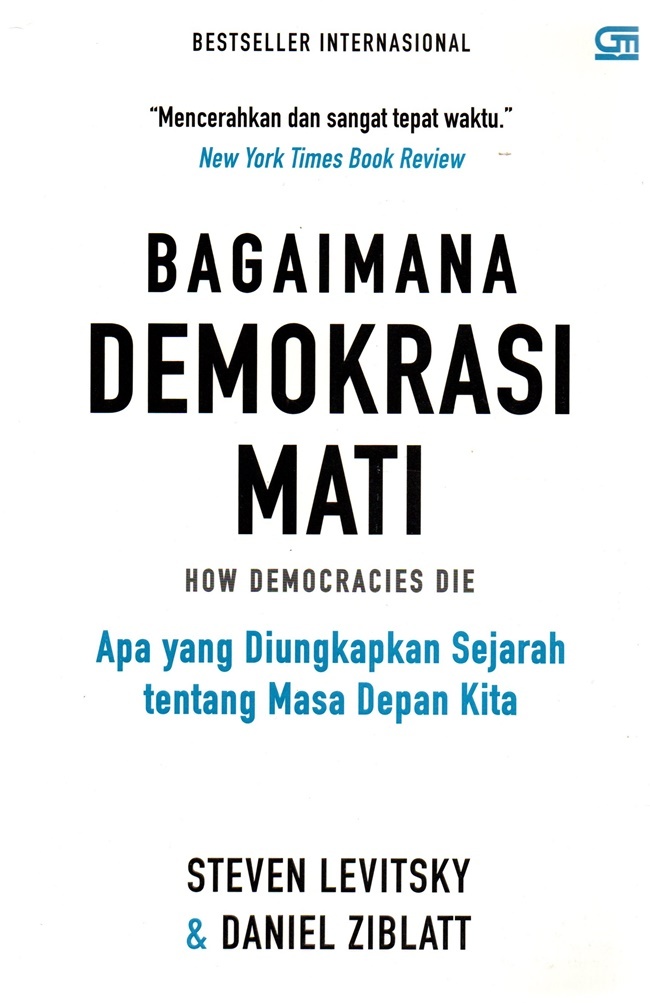 BESTSELLER INTERNASIONAL
GM
“Mencerahkan dan sangat tepat waktu.”
New York Times Book Review
BAGAIMANA
DEMOKRASI
MATI
HOW DEMOCRACIES DIE
Apa yang Diungkapkan Sejarah
tentang Masa Depan Kita
STEVEN LEVITSKY
& DANIEL ZIBLATT